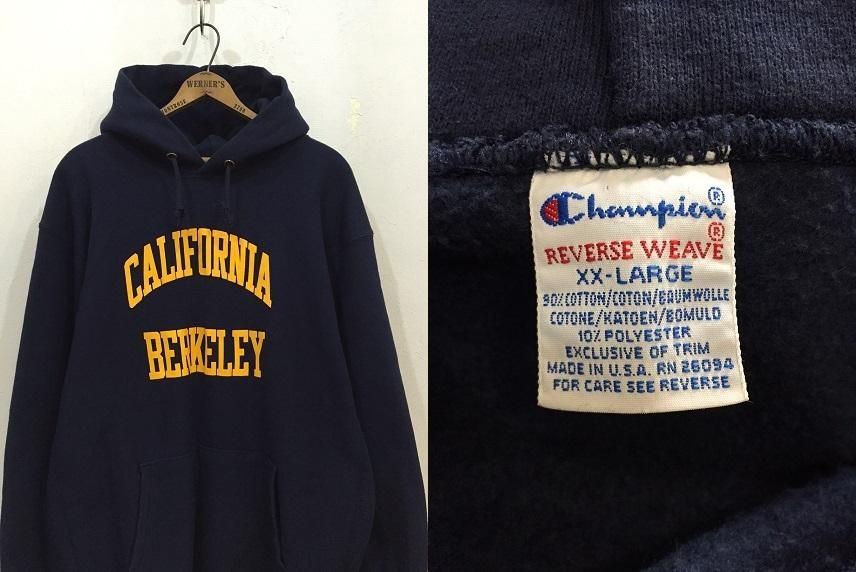 WERNER'S
CALIFORNIA
BERKELEY
Champion®
®
REVERSE WEAVE
XX-LARGE
90% COTTON/COTON/BAUMWOLLE
COTONE/KATOEN/BOMULD
10% POLYESTER
EXCLUSIVE OF TRIM
MADE IN U.S.A. RN 26094
FOR CARE SEE REVERSE